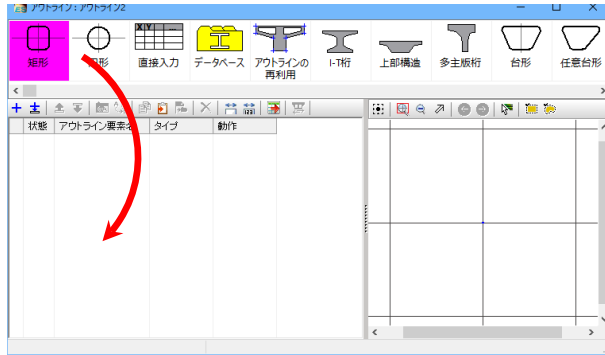 アウトライン：アウトライン2
矩形
円形
X Y ...
直接入力
データベース
アウトラインの
再利用
I-T桁
上部構造
多主版桁
台形
任意台形
状態 アウトライン要素名 タイプ 動作